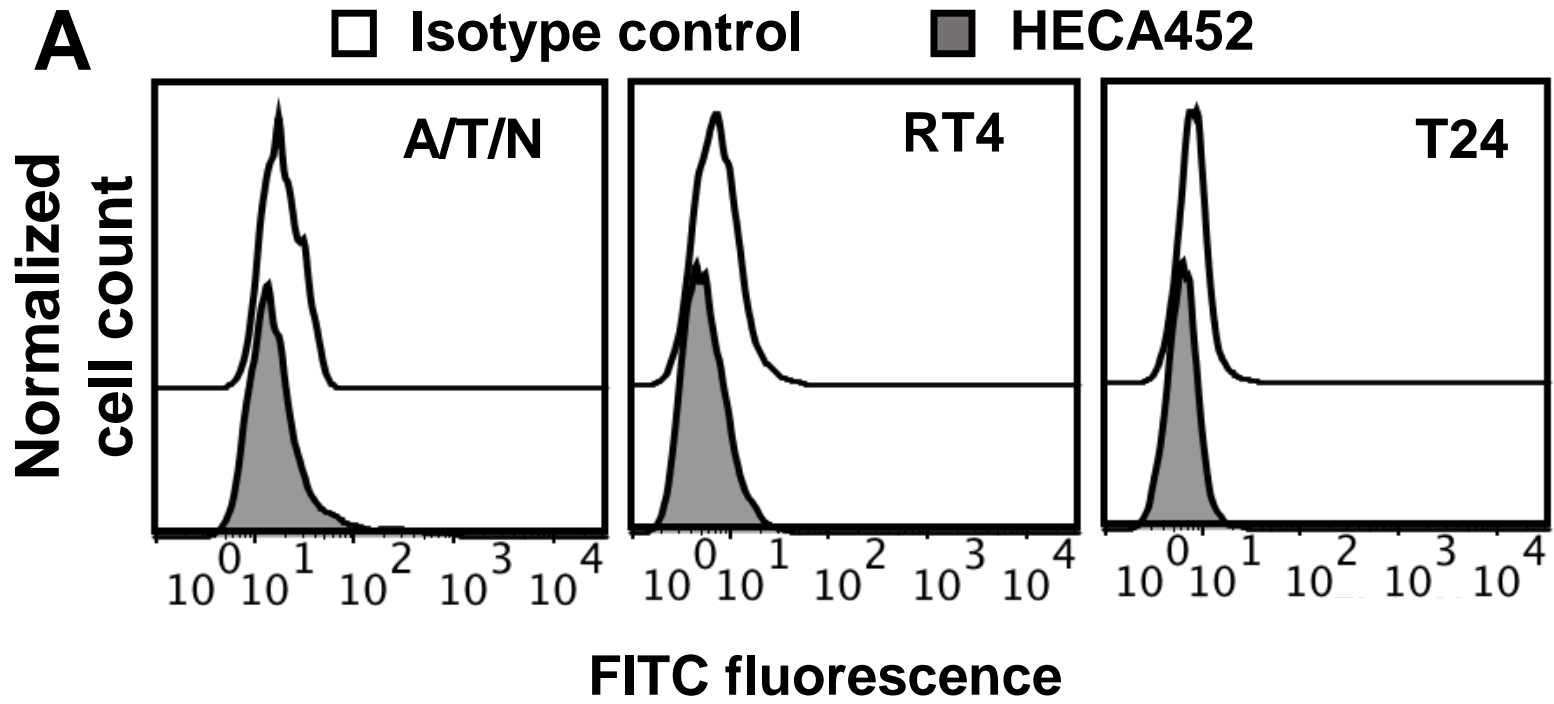 A
Isotype control HECA452
A/T/N RT4 T24
Normalized
cell count
10^0 10^1 10^2 10^3 10^4 10^0 10^1 10^2 10^3 10^4 10^0 10^1 10^2 10^3 10^4
FITC fluorescence